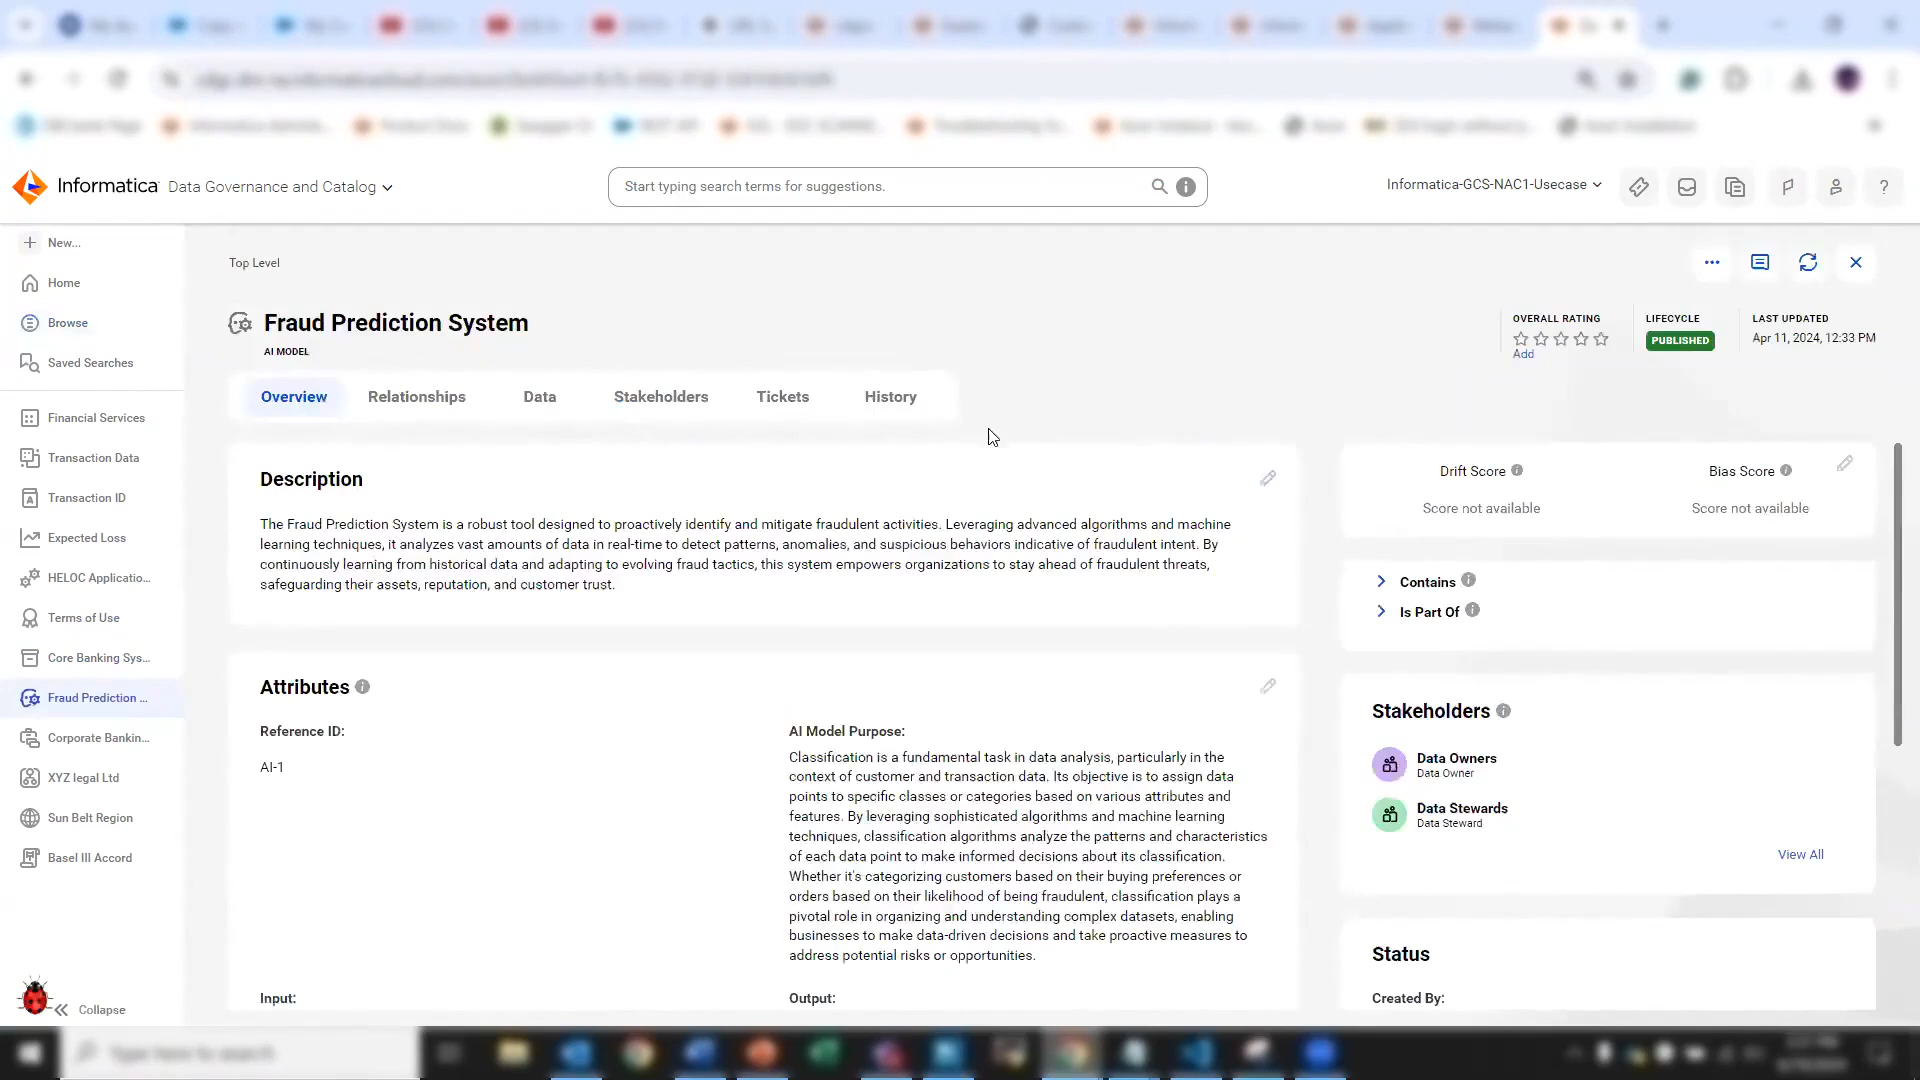 Informatica Data Governance and Catalog
Start typing search terms for suggestions.
Informatica-GCS-NAC1-Usecase
?
New...
Home
Browse
Saved Searches
Financial Services
Transaction Data
Transaction ID
Expected Loss
HELOC Applicatio...
Terms of Use
Core Banking Sys...
Fraud Prediction ...
Corporate Bankin...
XYZ legal Ltd
Sun Belt Region
Basel III Accord
Collapse
Top Level
Fraud Prediction System
AI MODEL
OVERALL RATING
Add
LIFECYCLE
PUBLISHED
LAST UPDATED
Apr 11, 2024, 12:33 PM
Overview Relationships Data Stakeholders Tickets History
Description
The Fraud Prediction System is a robust tool designed to proactively identify and mitigate fraudulent activities. Leveraging advanced algorithms and machine
learning techniques, it analyzes vast amounts of data in real-time to detect patterns, anomalies, and suspicious behaviors indicative of fraudulent intent. By
continuously learning from historical data and adapting to evolving fraud tactics, this system empowers organizations to stay ahead of fraudulent threats,
safeguarding their assets, reputation, and customer trust.
Attributes
Reference ID:
AI-1
AI Model Purpose:
Classification is a fundamental task in data analysis, particularly in the
context of customer and transaction data. Its objective is to assign data
points to specific classes or categories based on various attributes and
features. By leveraging sophisticated algorithms and machine learning
techniques, classification algorithms analyze the patterns and characteristics
of each data point to make informed decisions about its classification.
Whether it's categorizing customers based on their buying preferences or
orders based on their likelihood of being fraudulent, classification plays a
pivotal role in organizing and understanding complex datasets, enabling
businesses to make data-driven decisions and take proactive measures to
address potential risks or opportunities.
Input:
Output:
Drift Score
Score not available
Bias Score
Score not available
Contains
Is Part Of
Stakeholders
Data Owners
Data Owner
Data Stewards
Data Steward
View All
Status
Created By: